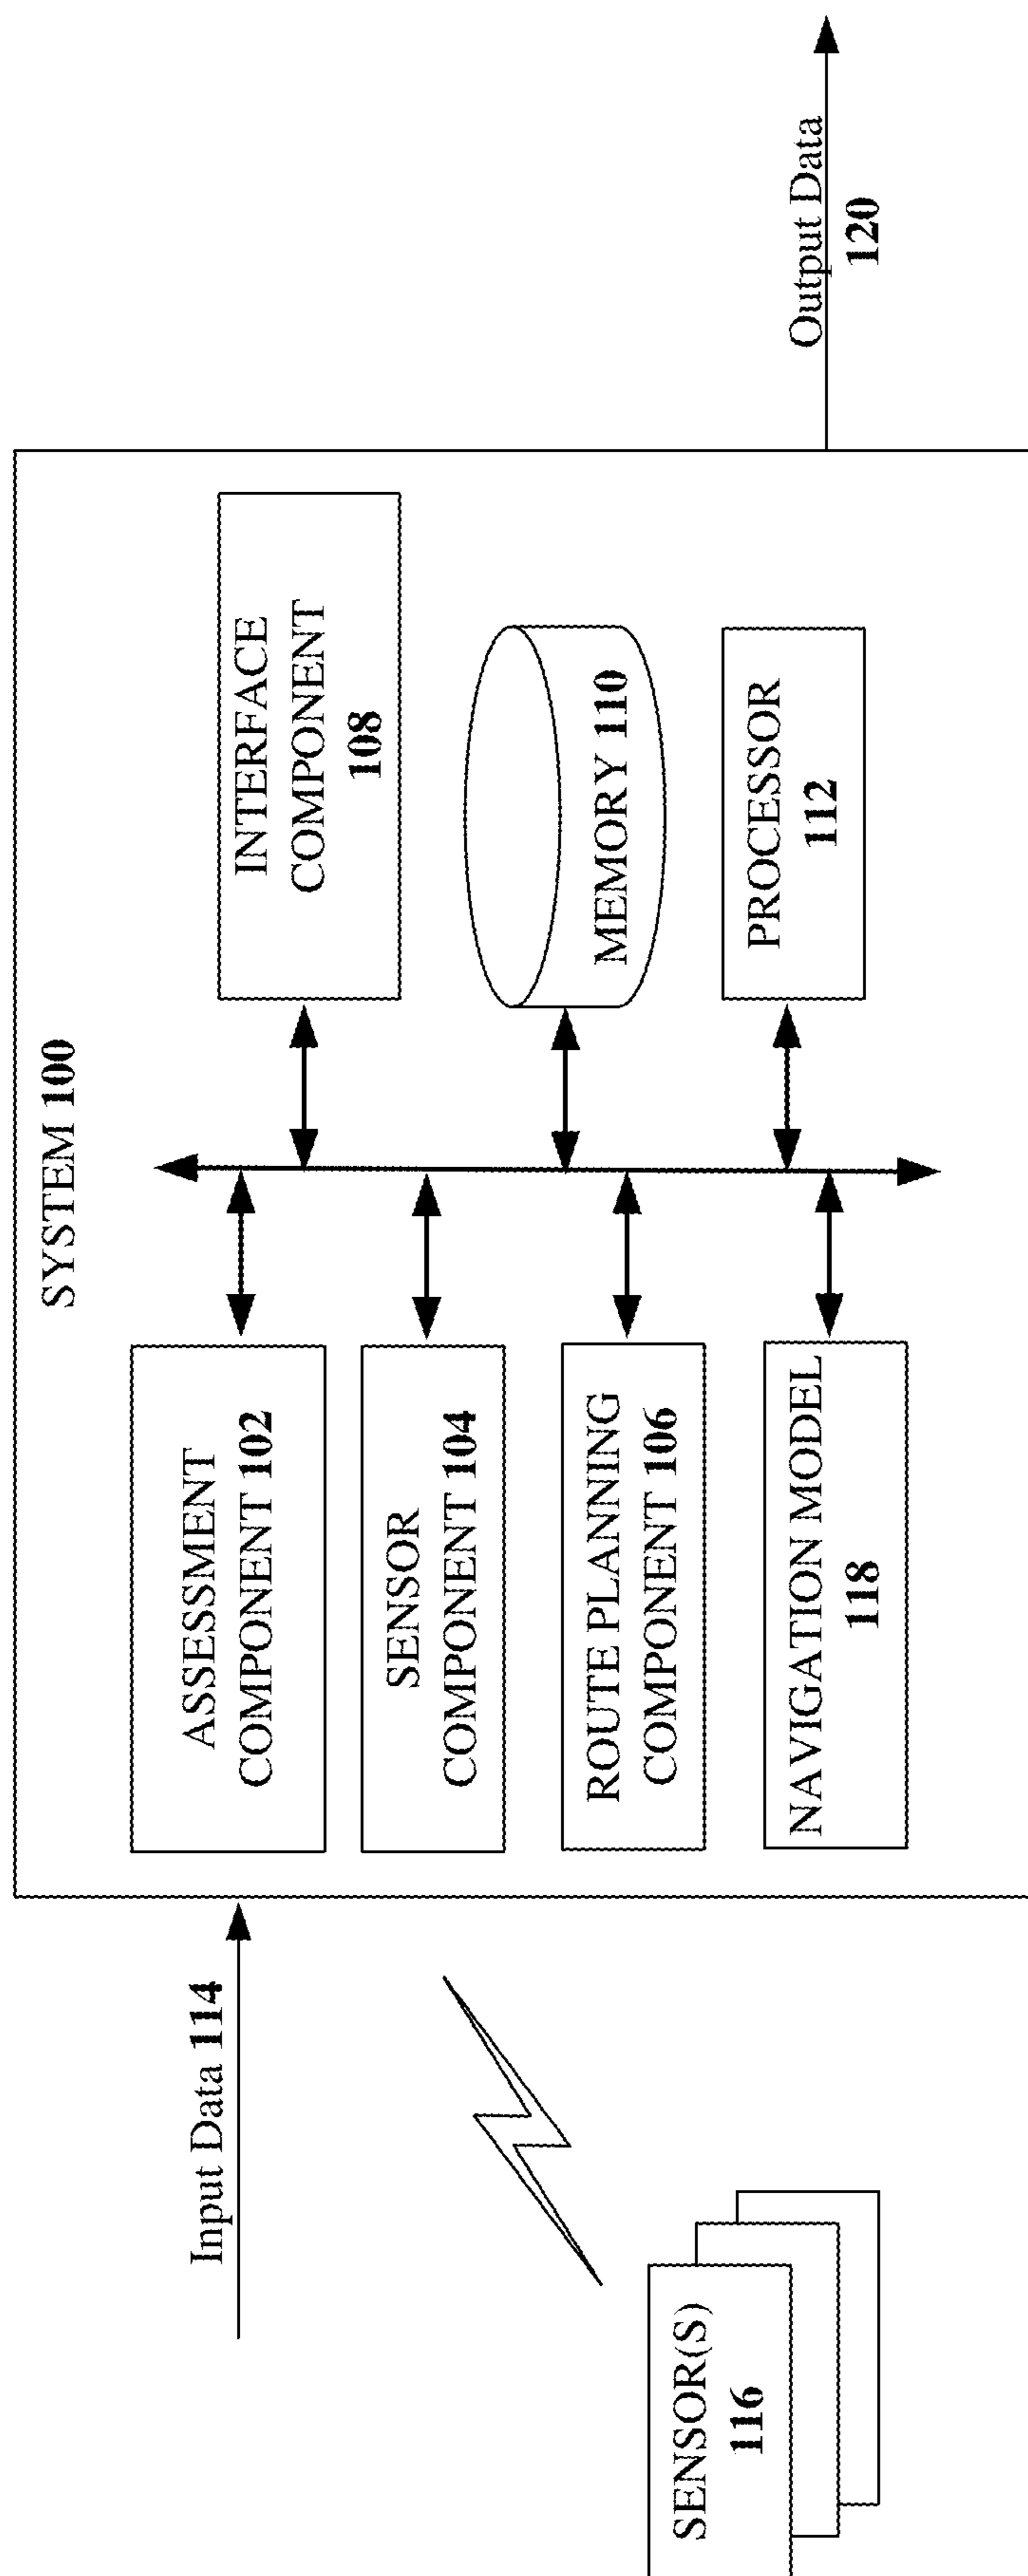 SYSTEM 100
Input Data 114
ASSESSMENT
COMPONENT 102
SENSOR
COMPONENT 104
ROUTE PLANNING
COMPONENT 106
NAVIGATION MODEL
118
INTERFACE
COMPONENT
108
MEMORY 110
PROCESSOR
112
SENSOR(S)
116
Output Data
120